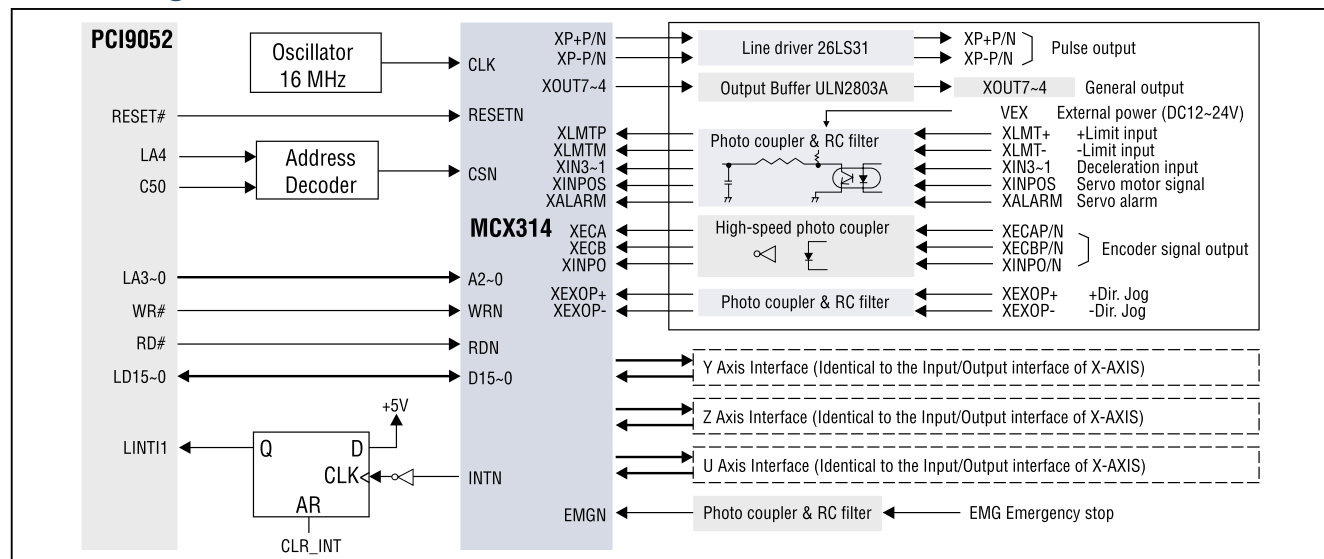 PCI9052
RESET#
LA4
C50
LA3~0
WR#
RD#
LD15~0
LINTI1
Oscillator
16 MHz
Address
Decoder
+5V
Q
D
CLK
AR
CLR_INT
CLK
RESETN
CSN
MCX314
A2~0
WRN
RDN
D15~0
INTN
XP+P/N
XP-P/N
XOUT7~4
XLMTP
XLMTM
XIN3~1
XINPOS
XALARM
XECA
XECB
XINPO
XEXOP+
XEXOP-
EMGN
Line driver 26LS31
XP+P/N
XP-P/N
Pulse output
Output Buffer ULN2803A
XOUT7~4
General output
VEX External power (DC12~24V)
Photo coupler & RC filter
XLMT+ +Limit input
XLMT- -Limit input
XIN3~1 Deceleration input
XINPOS Servo motor signal
XALARM Servo alarm
High-speed photo coupler
XECAP/N
XECBP/N
XINPO/N
Encoder signal output
Photo coupler & RC filter
XEXOP+ +Dir. Jog
XEXOP- -Dir. Jog
Y Axis Interface (Identical to the Input/Output interface of X-AXIS)
Z Axis Interface (Identical to the Input/Output interface of X-AXIS)
U Axis Interface (Identical to the Input/Output interface of X-AXIS)
Photo coupler & RC filter
EMG Emergency stop